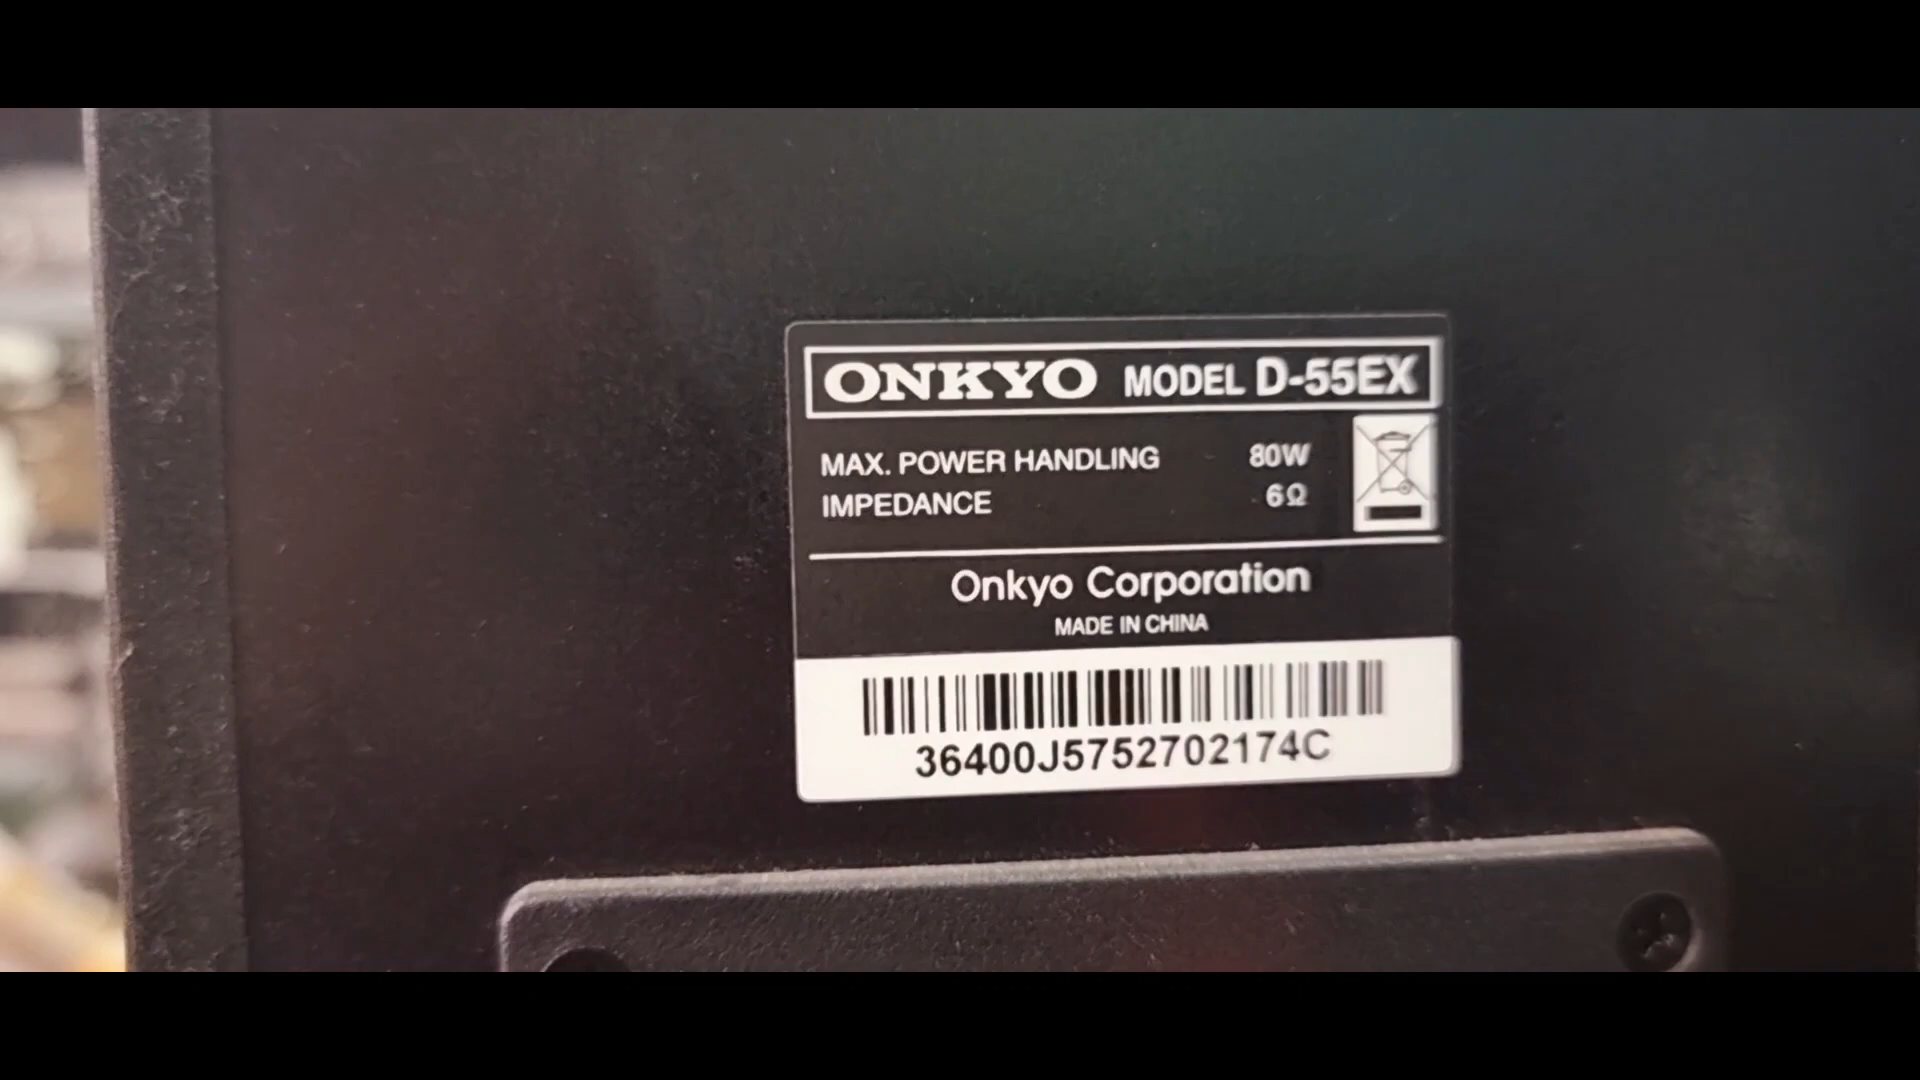 ONKYO MODEL D-55EX
MAX. POWER HANDLING 80W
IMPEDANCE 6Ω
Onkyo Corporation
MADE IN CHINA
36400J5752702174C